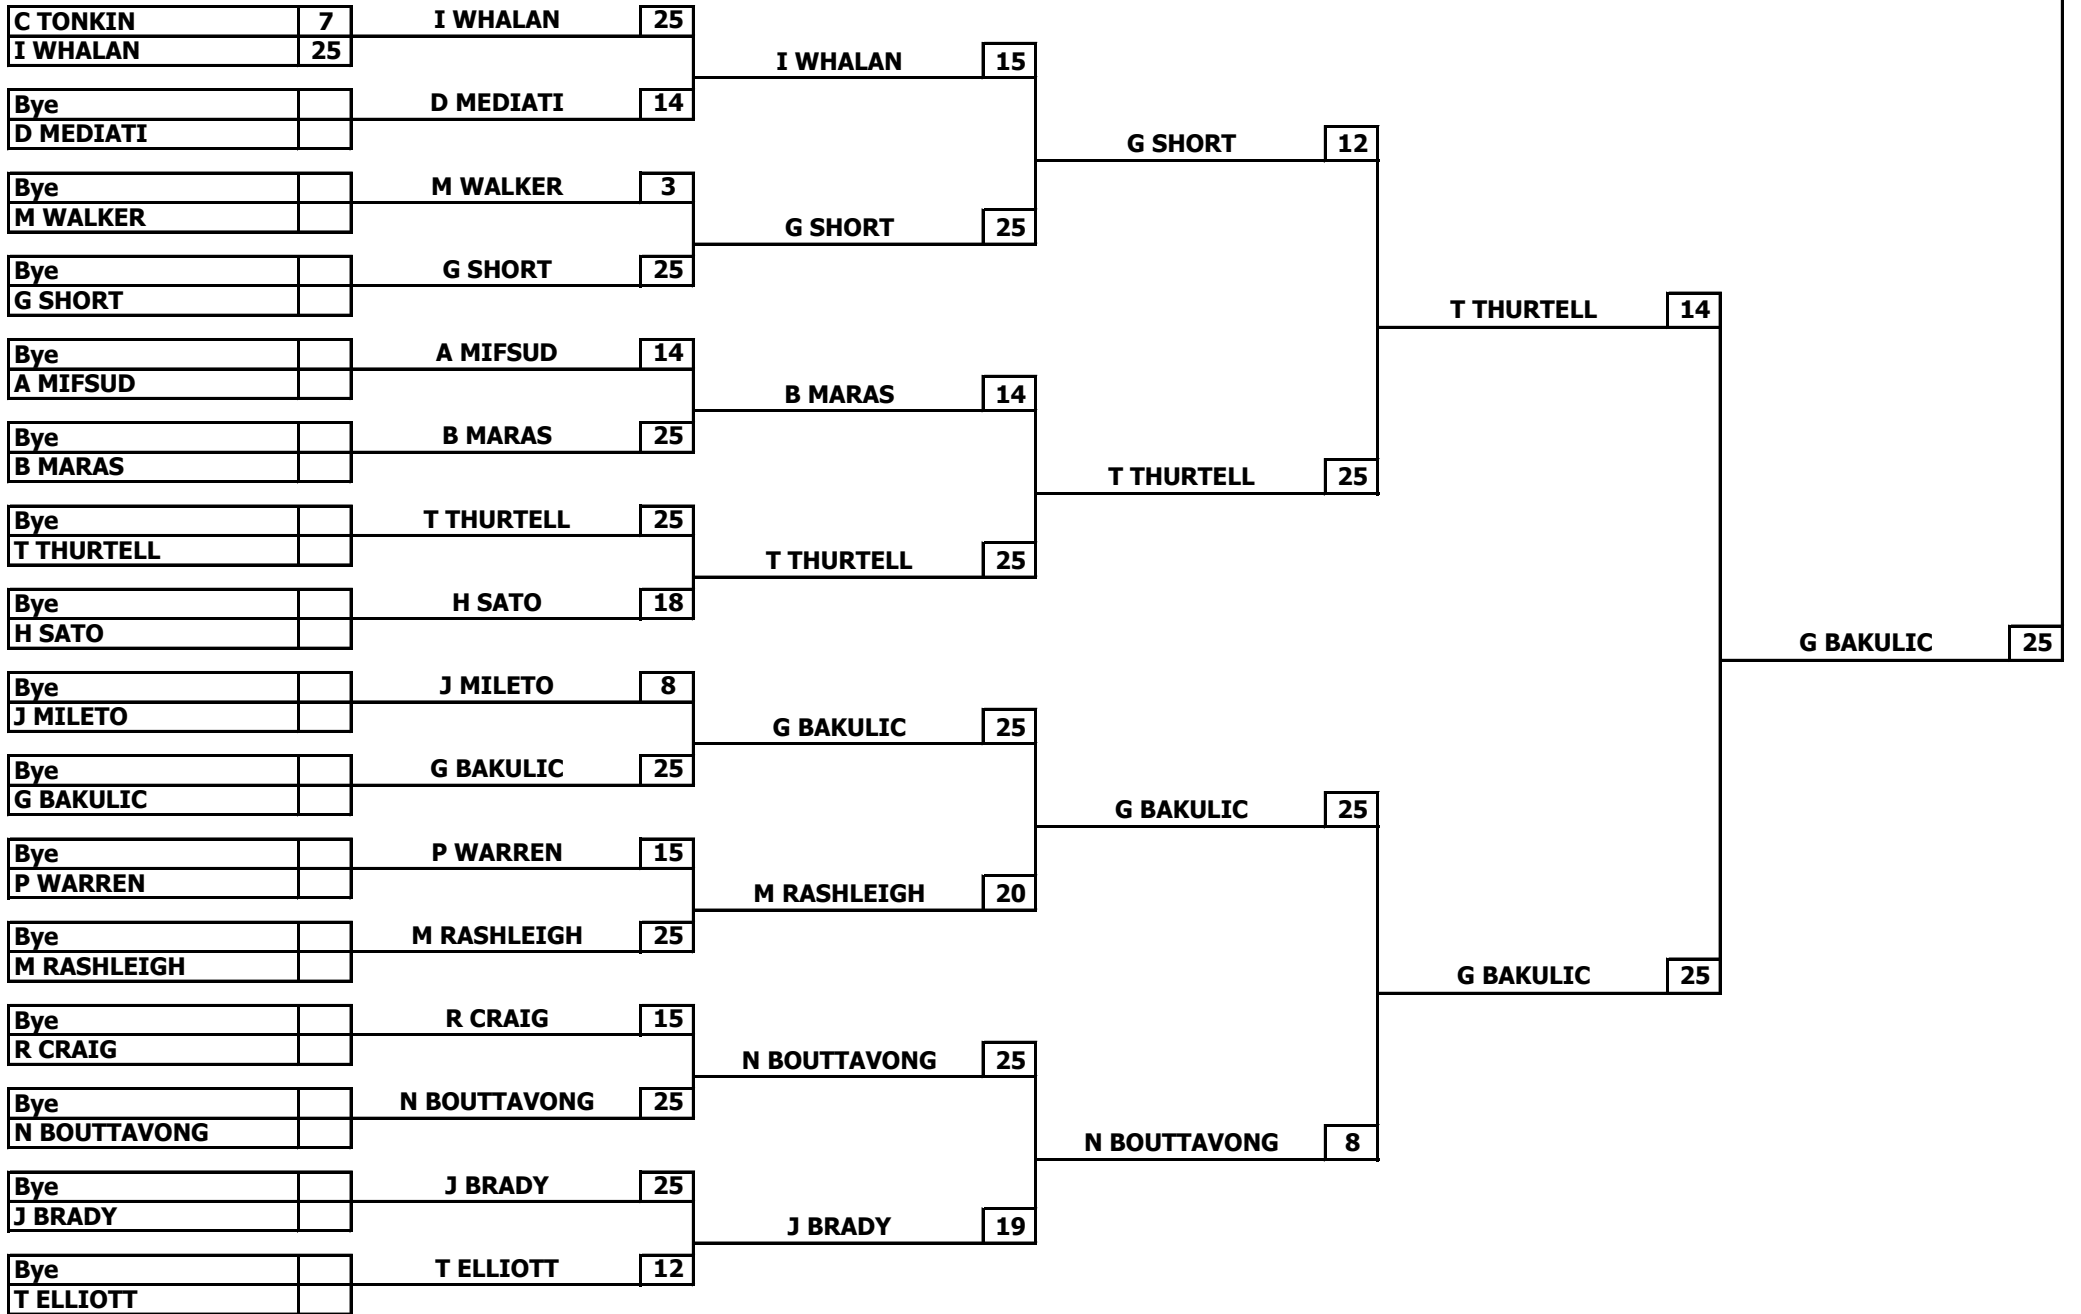 C TONKIN 7
I WHALAN 25
Bye
D MEDIATI
Bye
M WALKER
Bye
G SHORT
Bye
A MIFSUD
Bye
B MARAS
Bye
T THURTELL
Bye
H SATO
Bye
J MILETO
Bye
G BAKULIC
Bye
P WARREN
Bye
M RASHLEIGH
Bye
R CRAIG
Bye
N BOUTTAVONG
Bye
J BRADY
Bye
T ELLIOTT
I WHALAN 25
D MEDIATI 14
M WALKER 3
G SHORT 25
A MIFSUD 14
B MARAS 25
T THURTELL 25
H SATO 18
J MILETO 8
G BAKULIC 25
P WARREN 15
M RASHLEIGH 25
R CRAIG 15
N BOUTTAVONG 25
J BRADY 25
T ELLIOTT 12
I WHALAN 15
G SHORT 25
B MARAS 14
T THURTELL 25
G BAKULIC 25
M RASHLEIGH 20
N BOUTTAVONG 25
J BRADY 19
G SHORT 12
T THURTELL 25
G BAKULIC 25
N BOUTTAVONG 8
T THURTELL 14
G BAKULIC 25
G BAKULIC 25